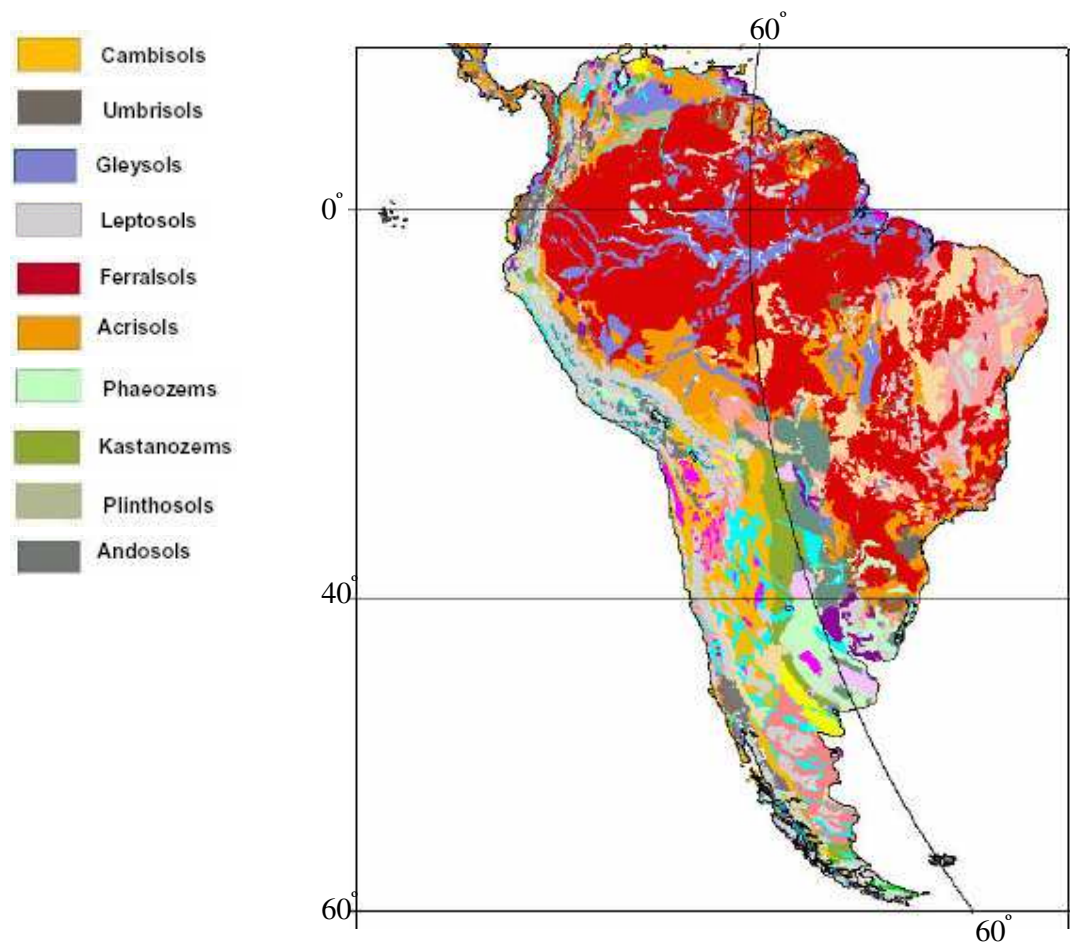 60°
Cambisols
Umbrisols
Gleysols
Leptosols
0°
Ferralsols
Acrisols
Phaeozems
Kastanozems
Plinthosols
Andosols
40°
60°
60°